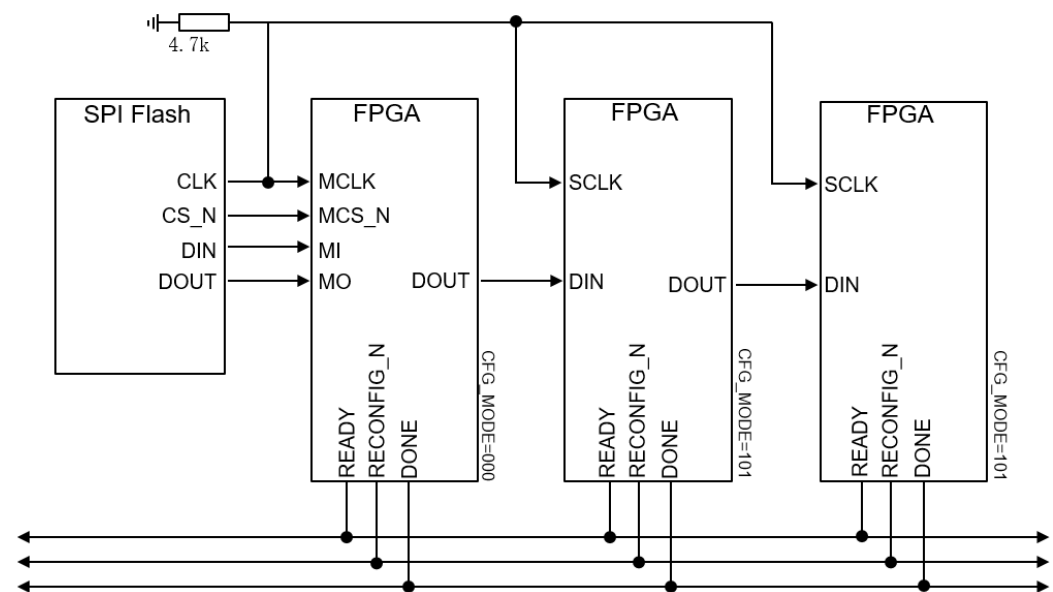 4.7k
SPI Flash
CLK
CS_N
DIN
DOUT
FPGA
MCLK
MCS_N
MI
MO
DOUT
READY
RECONFIG_N
DONE
CFG_MODE=000
FPGA
SCLK
DIN
DOUT
READY
RECONFIG_N
DONE
CFG_MODE=101
FPGA
SCLK
DIN
READY
RECONFIG_N
DONE
CFG_MODE=101